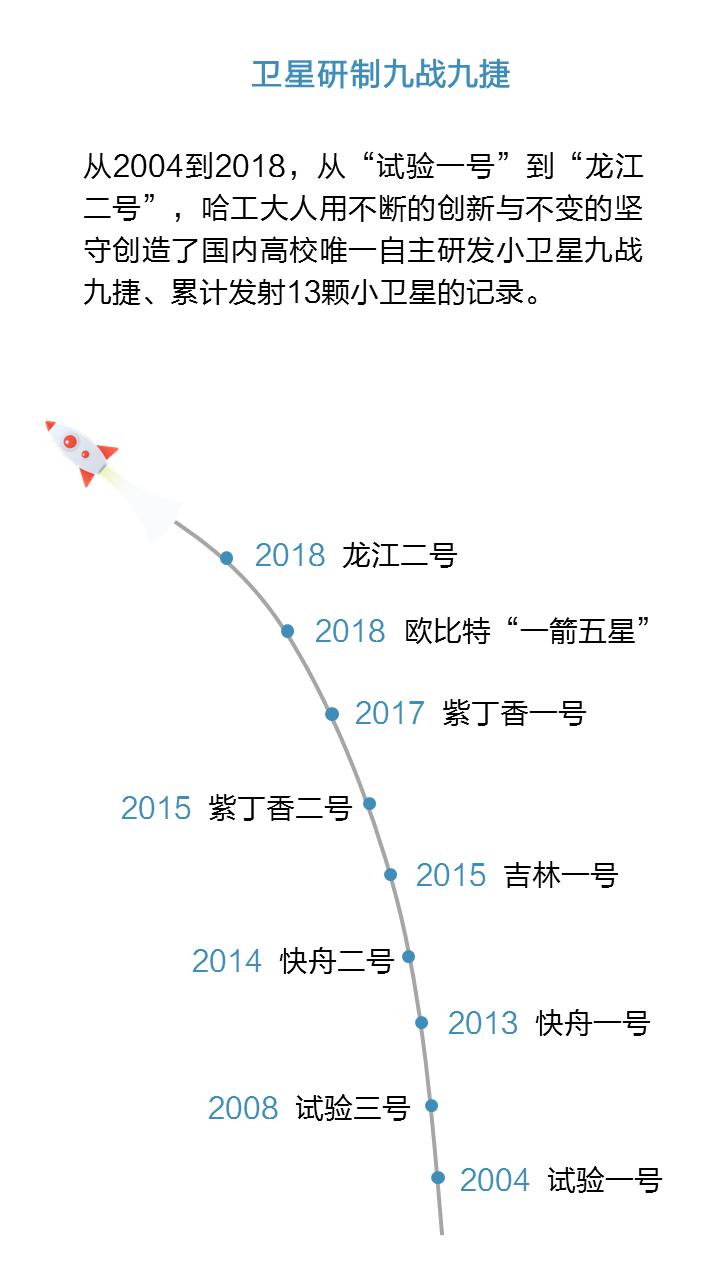 卫星研制九战九捷
从2004到2018，从“试验一号”到“龙江
二号”，哈工大人用不断的创新与不变的坚
守创造了国内高校唯一自主研发小卫星九战
九捷、累计发射13颗小卫星的记录。
2018 龙江二号
2018 欧比特“一箭五星”
2017 紫丁香一号
2015 紫丁香二号
2015 吉林一号
2014 快舟二号
2013 快舟一号
2008 试验三号
2004 试验一号